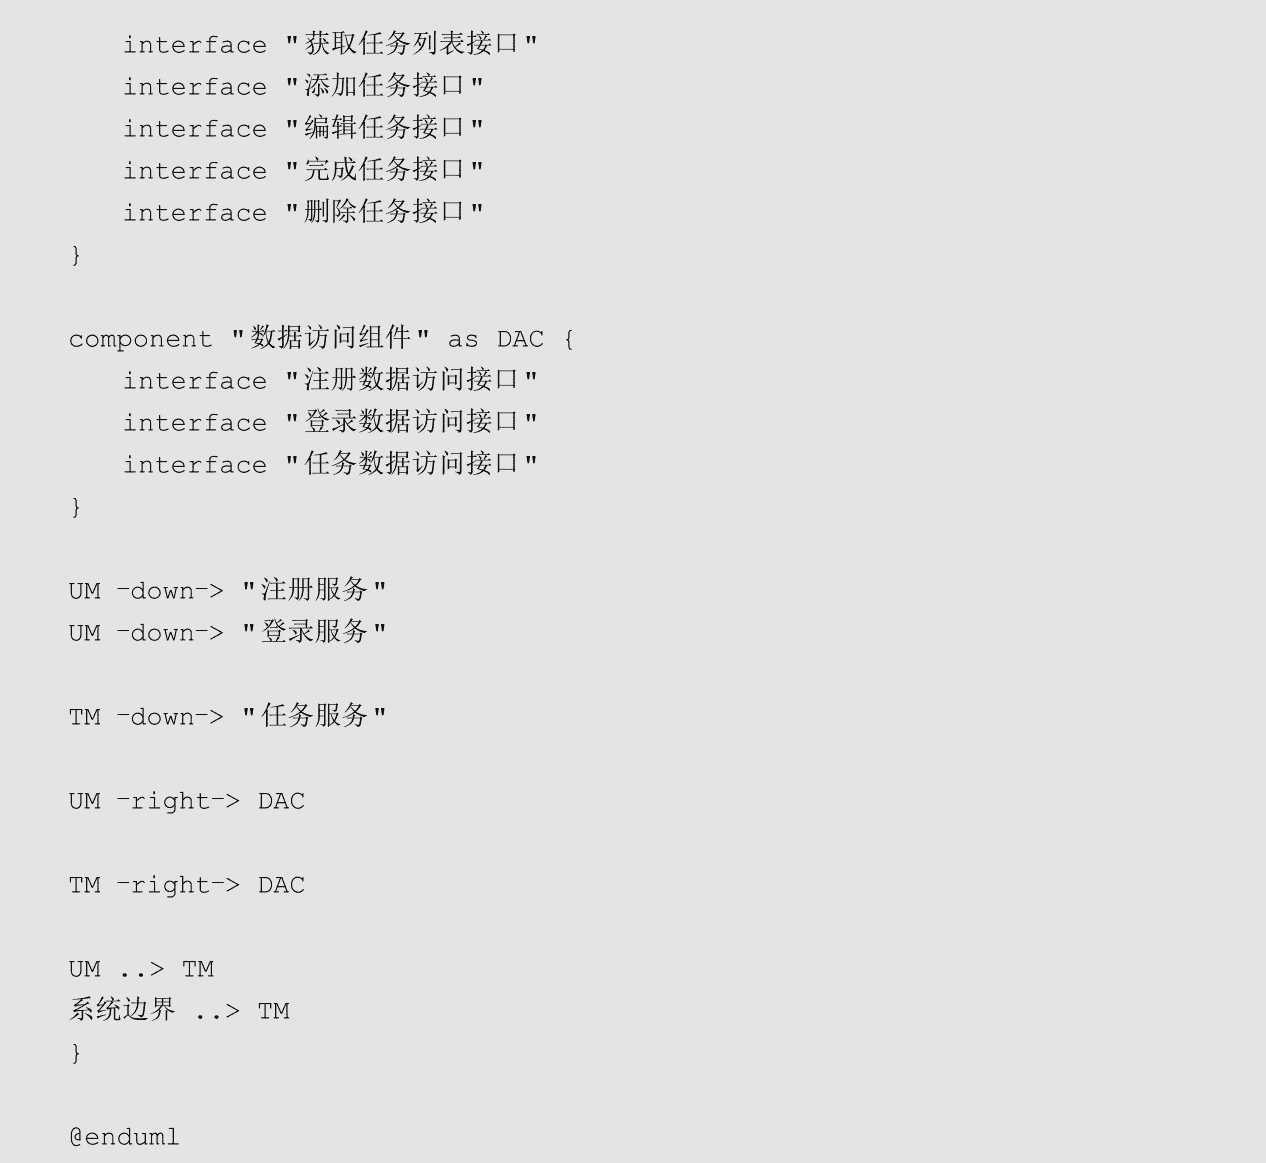 interface "获取任务列表接口"
interface "添加任务接口"
interface "编辑任务接口"
interface "完成任务接口"
interface "删除任务接口"
}
component "数据访问组件" as DAC {
interface "注册数据访问接口"
interface "登录数据访问接口"
interface "任务数据访问接口"
}
UM -down-> "注册服务"
UM -down-> "登录服务"
TM -down-> "任务服务"
UM -right-> DAC
TM -right-> DAC
UM ..> TM
系统边界 ..> TM
}
@enduml